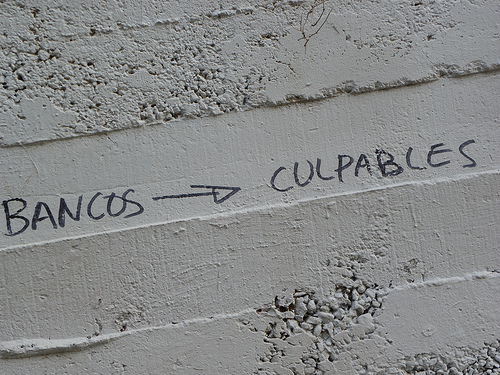 BANCOS → CULPABLES